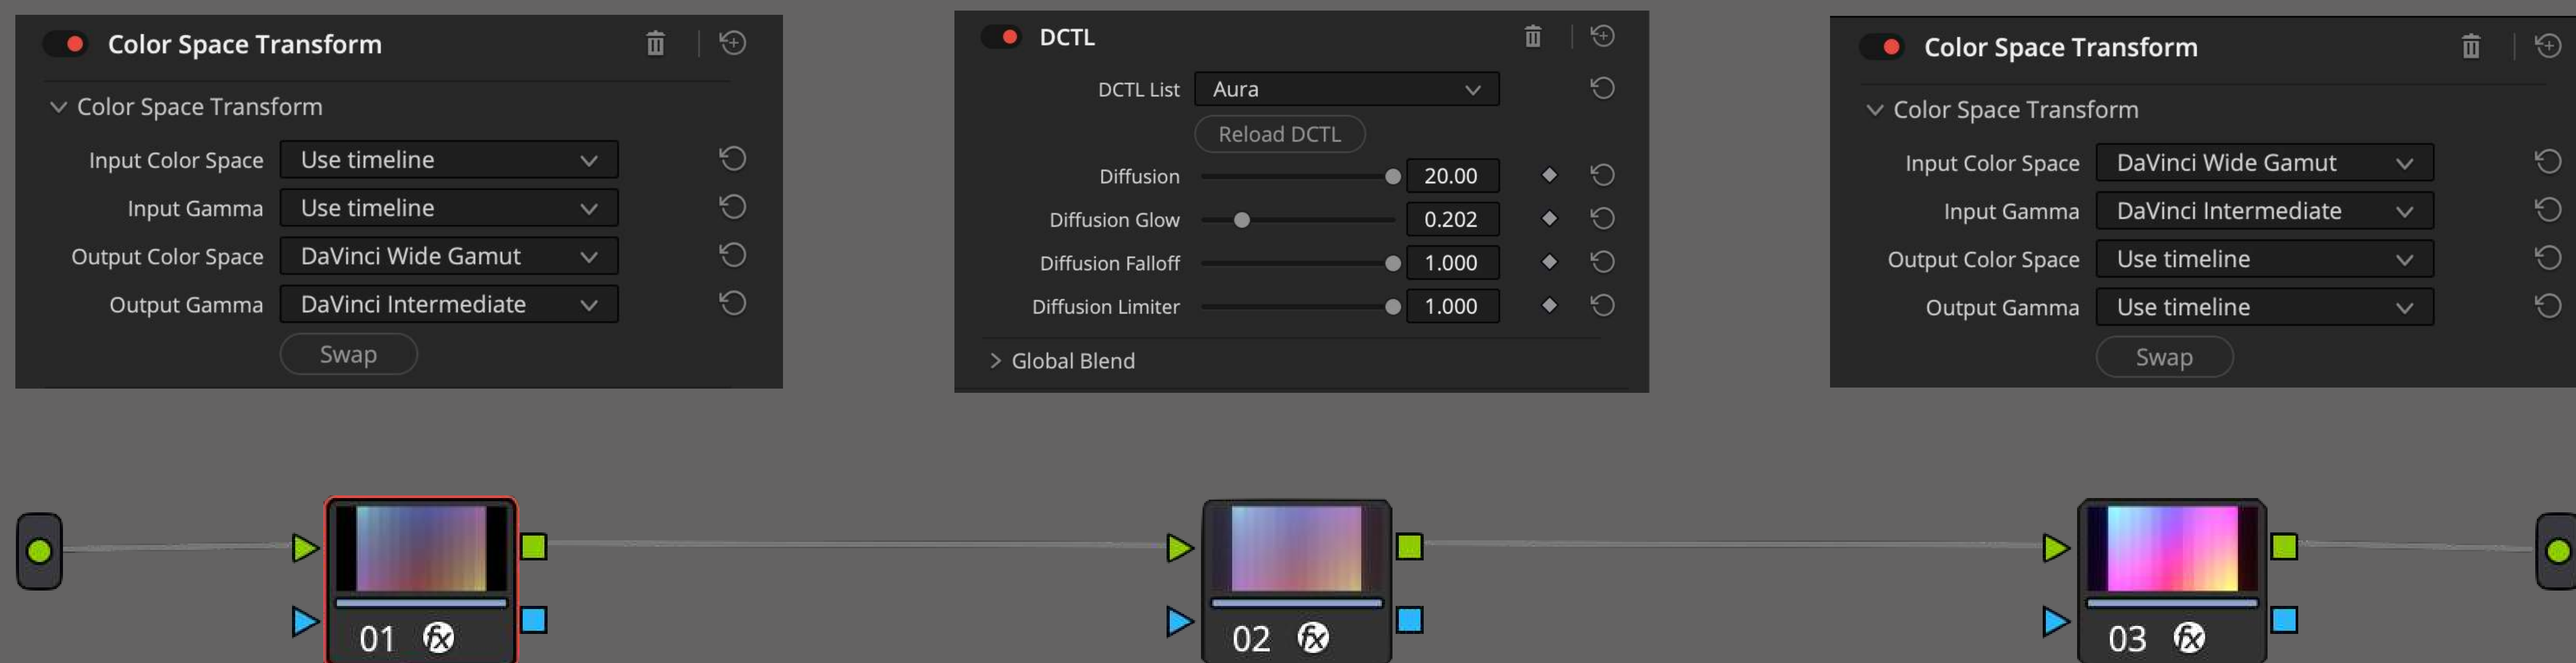 Color Space Transform
Color Space Transform
Input Color Space Use timeline
Input Gamma Use timeline
Output Color Space DaVinci Wide Gamut
Output Gamma DaVinci Intermediate
Swap
DCTL
DCTL List Aura
Reload DCTL
Diffusion 20.00
Diffusion Glow 0.202
Diffusion Falloff 1.000
Diffusion Limiter 1.000
Global Blend
Color Space Transform
Color Space Transform
Input Color Space DaVinci Wide Gamut
Input Gamma DaVinci Intermediate
Output Color Space Use timeline
Output Gamma Use timeline
Swap
01 fx
02 fx
03 fx